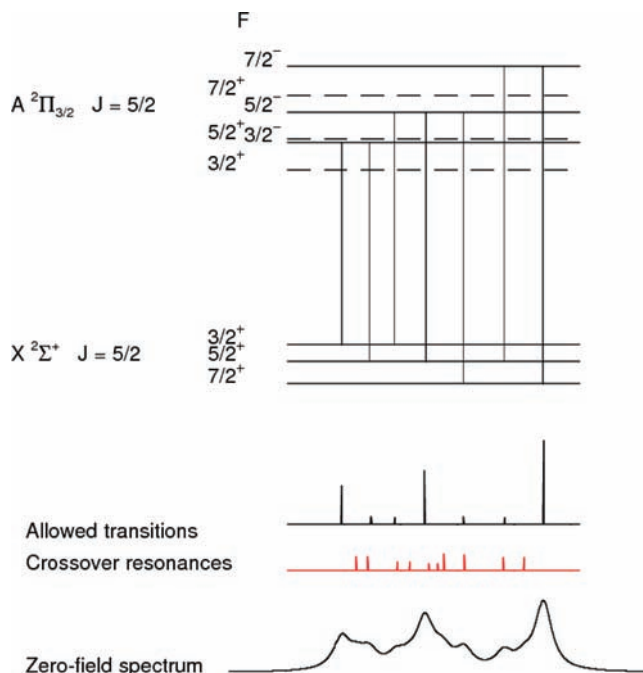 F
7/2⁻
7/2⁺
A ²Π₃/₂ J = 5/2
5/2⁻
5/2⁺ 3/2⁻
3/2⁺
3/2⁺
X ²Σ⁺ J = 5/2
5/2⁺
7/2⁺
Allowed transitions
Crossover resonances
Zero-field spectrum